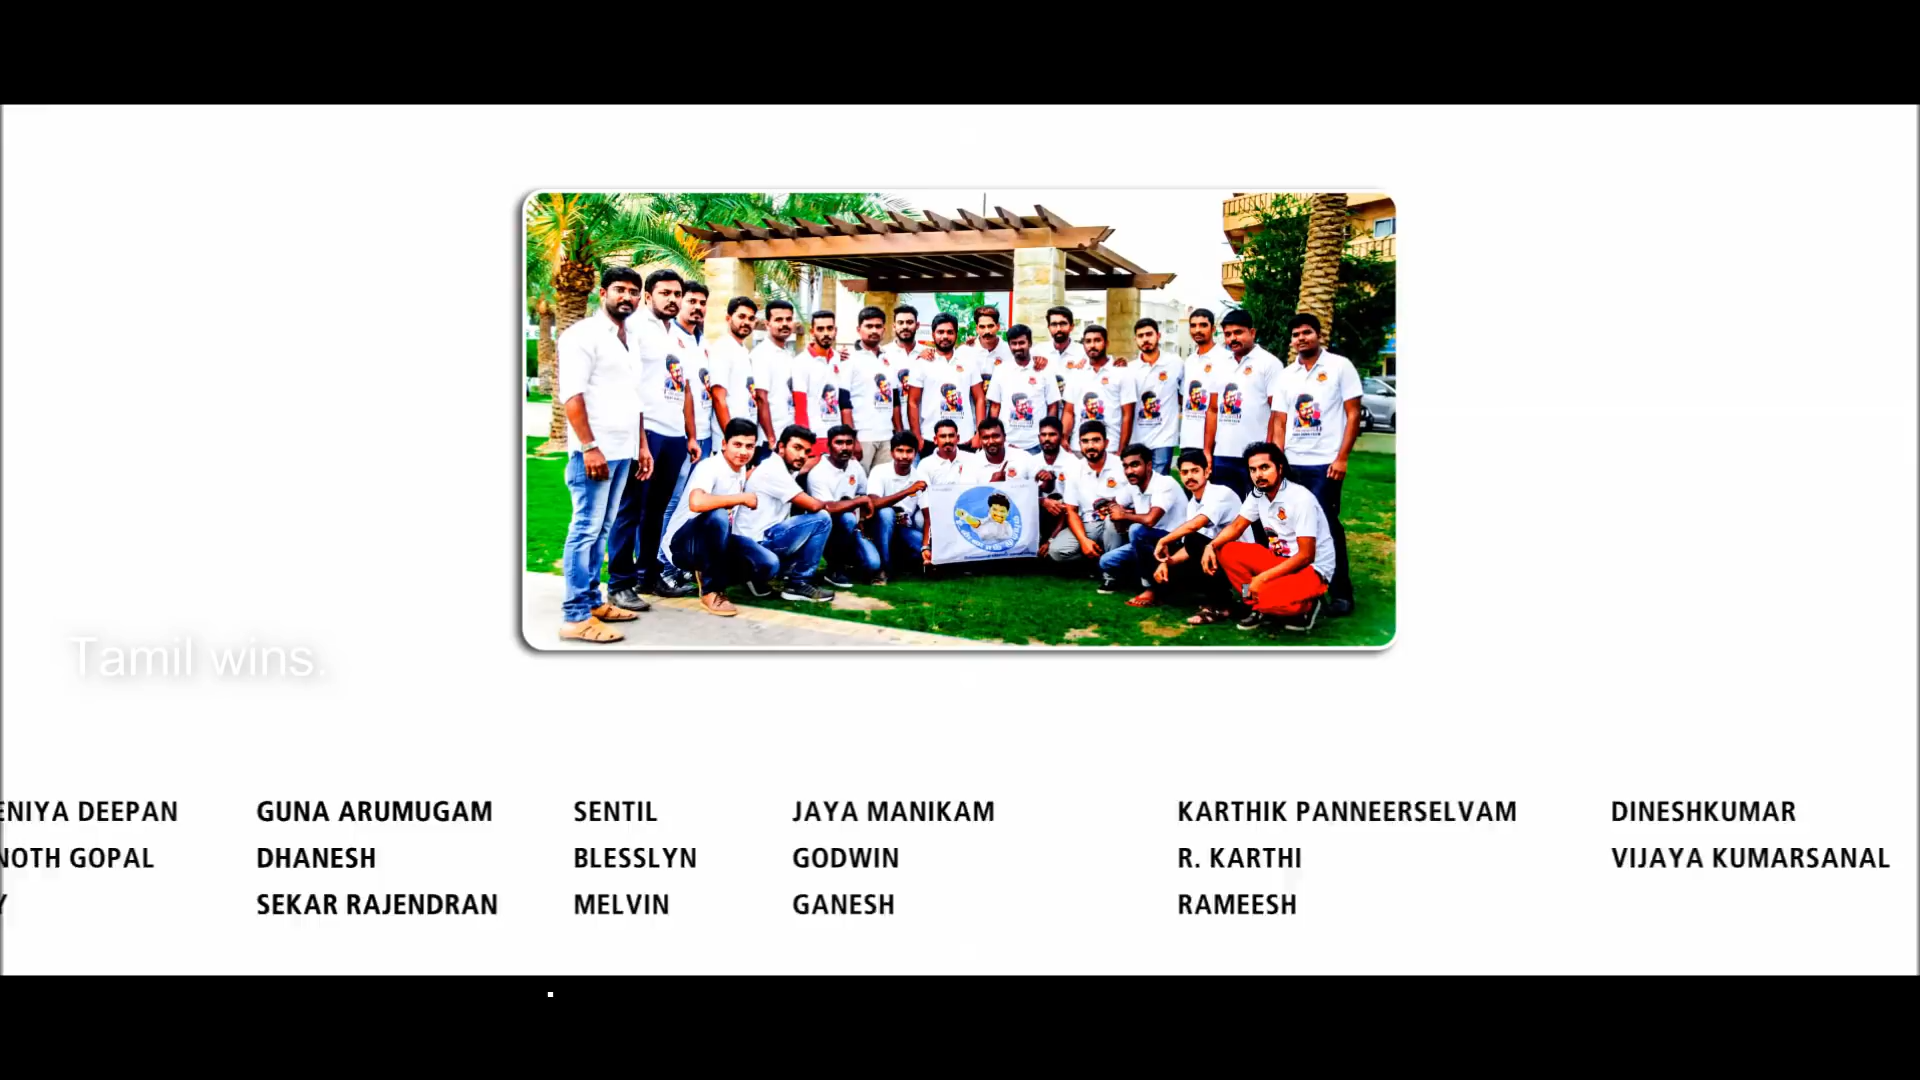 Tamil wins.
ENIYA DEEPAN
GUNA ARUMUGAM
SENTIL
JAYA MANIKAM
KARTHIK PANNEERSELVAM
DINESHKUMAR
NOTH GOPAL
DHANESH
BLESSLYN
GODWIN
R. KARTHI
VIJAYA KUMARSANAL
Y
SEKAR RAJENDRAN
MELVIN
GANESH
RAMEESH